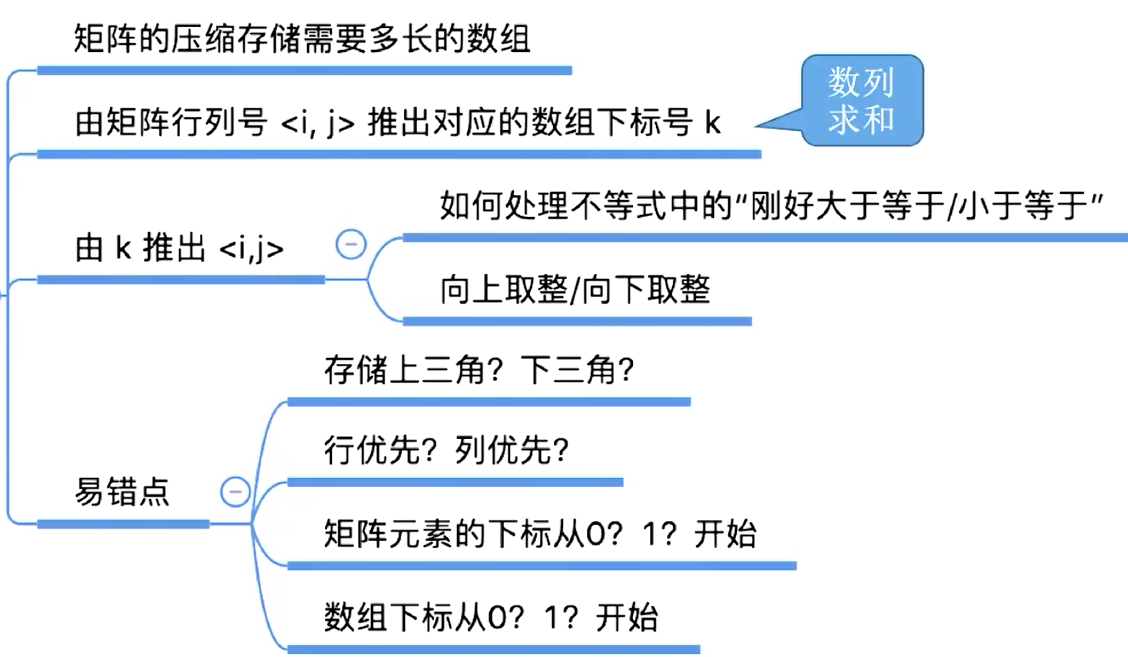 矩阵的压缩存储需要多长的数组
由矩阵行列号 <i, j> 推出对应的数组下标号 k
数列
求和
由 k 推出 <i,j>
如何处理不等式中的“刚好大于等于/小于等于”
向上取整/向下取整
易错点
存储上三角？下三角？
行优先？列优先？
矩阵元素的下标从0？1？开始
数组下标从0？1？开始